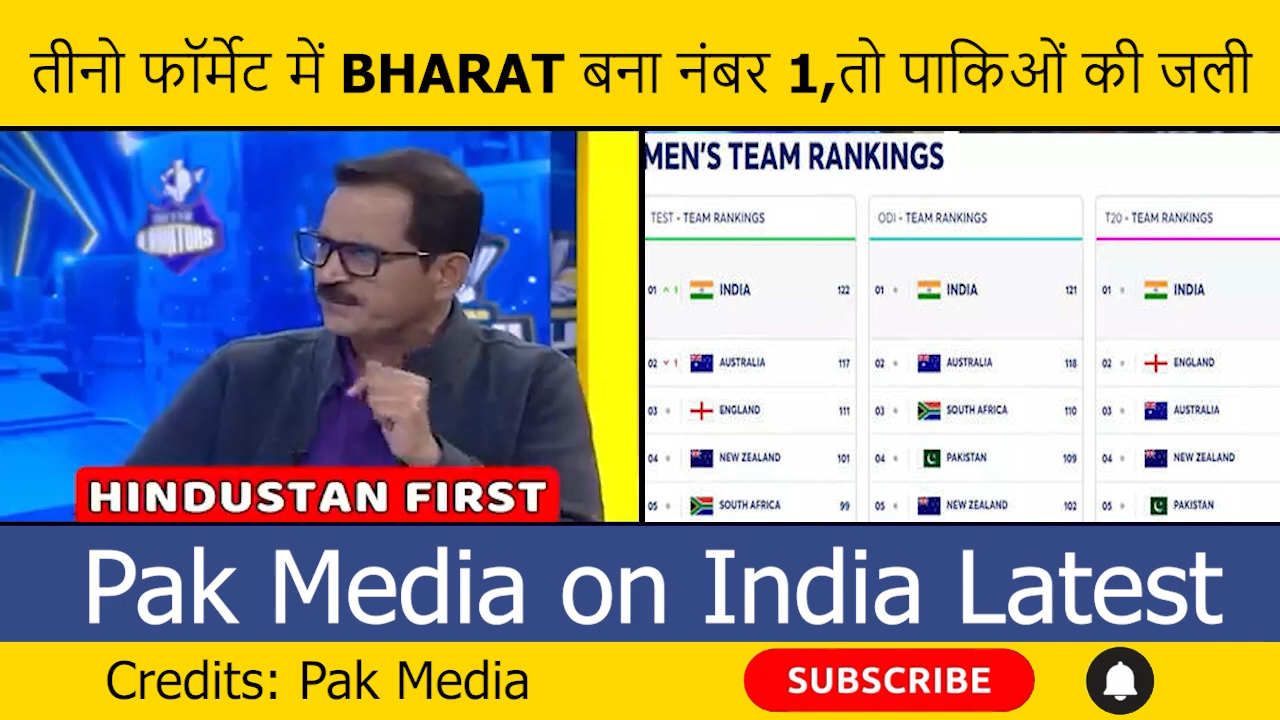 तीनो फॉर्मेट में BHARAT बना नंबर 1,तो पाकिओं की जली
HINDUSTAN FIRST
MEN'S TEAM RANKINGS
TEST - TEAM RANKINGS
01 1 INDIA 122
02 1 AUSTRALIA 117
03 ENGLAND 111
04 NEW ZEALAND 101
05 SOUTH AFRICA 99
ODI - TEAM RANKINGS
01 INDIA 121
02 AUSTRALIA 118
03 SOUTH AFRICA 110
04 PAKISTAN 109
05 NEW ZEALAND 102
T20 - TEAM RANKINGS
01 INDIA
02 ENGLAND
03 AUSTRALIA
04 NEW ZEALAND
05 PAKISTAN
Pak Media on India Latest
Credits: Pak Media
SUBSCRIBE